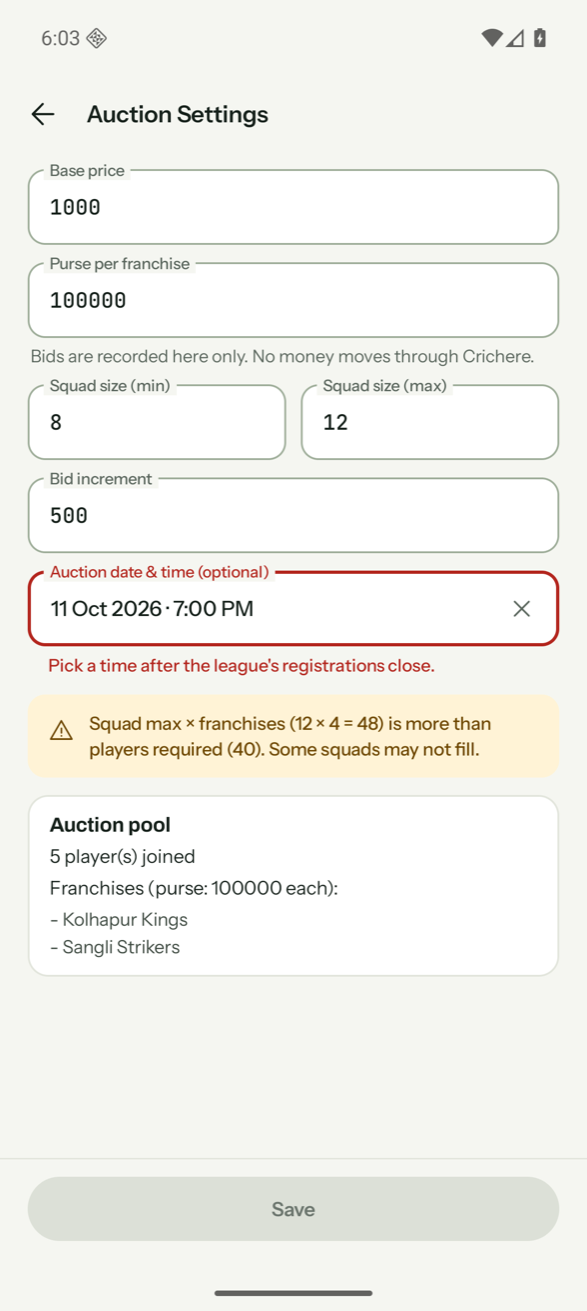 6:03
Auction Settings
Base price
1000
Purse per franchise
100000
Bids are recorded here only. No money moves through Crichere.
Squad size (min)
8
Squad size (max)
12
Bid increment
500
Auction date & time (optional)
11 Oct 2026 · 7:00 PM
Pick a time after the league's registrations close.
Squad max × franchises (12 × 4 = 48) is more than
players required (40). Some squads may not fill.
Auction pool
5 player(s) joined
Franchises (purse: 100000 each):
- Kolhapur Kings
- Sangli Strikers
Save